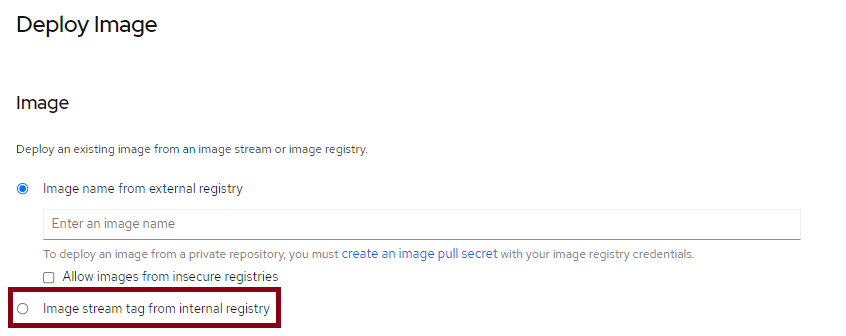 Deploy Image
Image
Deploy an existing image from an image stream or image registry.
Image name from external registry
Enter an image name
To deploy an image from a private repository, you must create an image pull secret with your image registry credentials.
Allow images from insecure registries
Image stream tag from internal registry